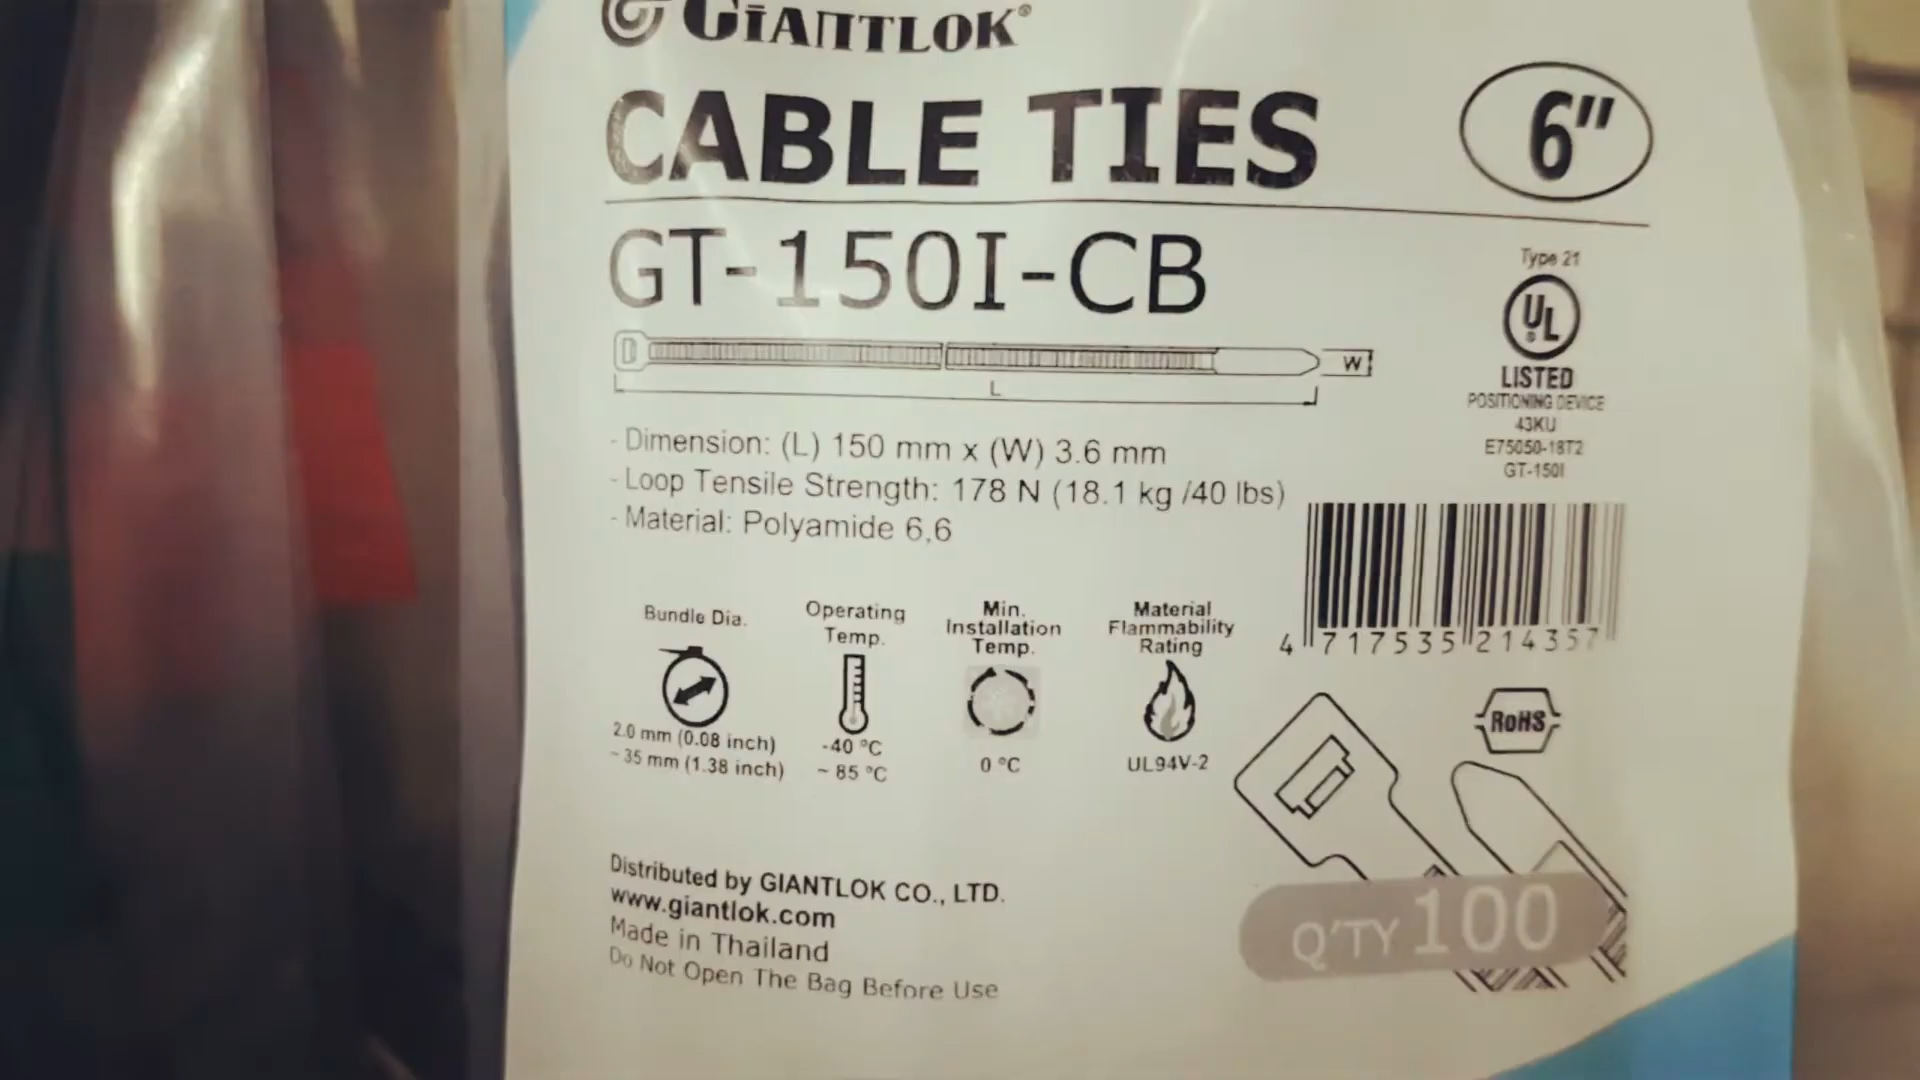 GIANTLOK®
CABLE TIES
6"
GT-150I-CB
Type 21
UL
®
LISTED
POSITIONING DEVICE
43KU
E75050-18T2
GT-150I
W
L
- Dimension: (L) 150 mm x (W) 3.6 mm
- Loop Tensile Strength: 178 N (18.1 kg /40 lbs)
- Material: Polyamide 6,6
4 717535 214357
Bundle Dia.
2.0 mm (0.08 inch)
~ 35 mm (1.38 inch)
Operating
Temp.
-40 °C
~ 85 °C
Min.
Installation
Temp.
0 °C
Material
Flammability
Rating
UL94V-2
RoHS
Distributed by GIANTLOK CO., LTD.
www.giantlok.com
Made in Thailand
Do Not Open The Bag Before Use
Q'TY 100